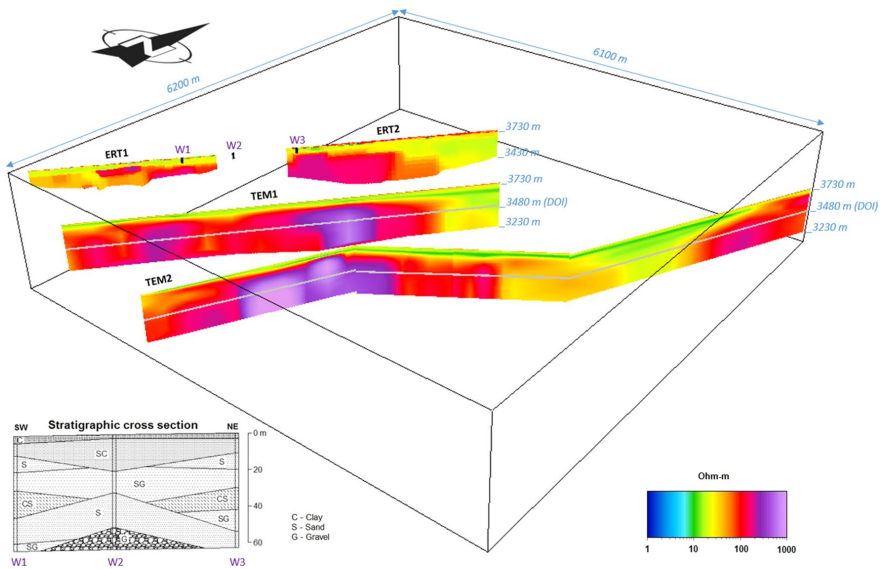 6200 m
6100 m
ERT1
W1
W2
W3
ERT2
3730 m
3430 m
TEM1
3730 m
3480 m (DOI)
3230 m
3730 m
3480 m (DOI)
3230 m
TEM2
Stratigraphic cross section
SW
NE
0 m
C
SC
S
S
20
SG
CS
CS
40
S
SG
SG
G
60
W1
W2
W3
C - Clay
S - Sand
G - Gravel
Ohm-m
1
10
100
1000